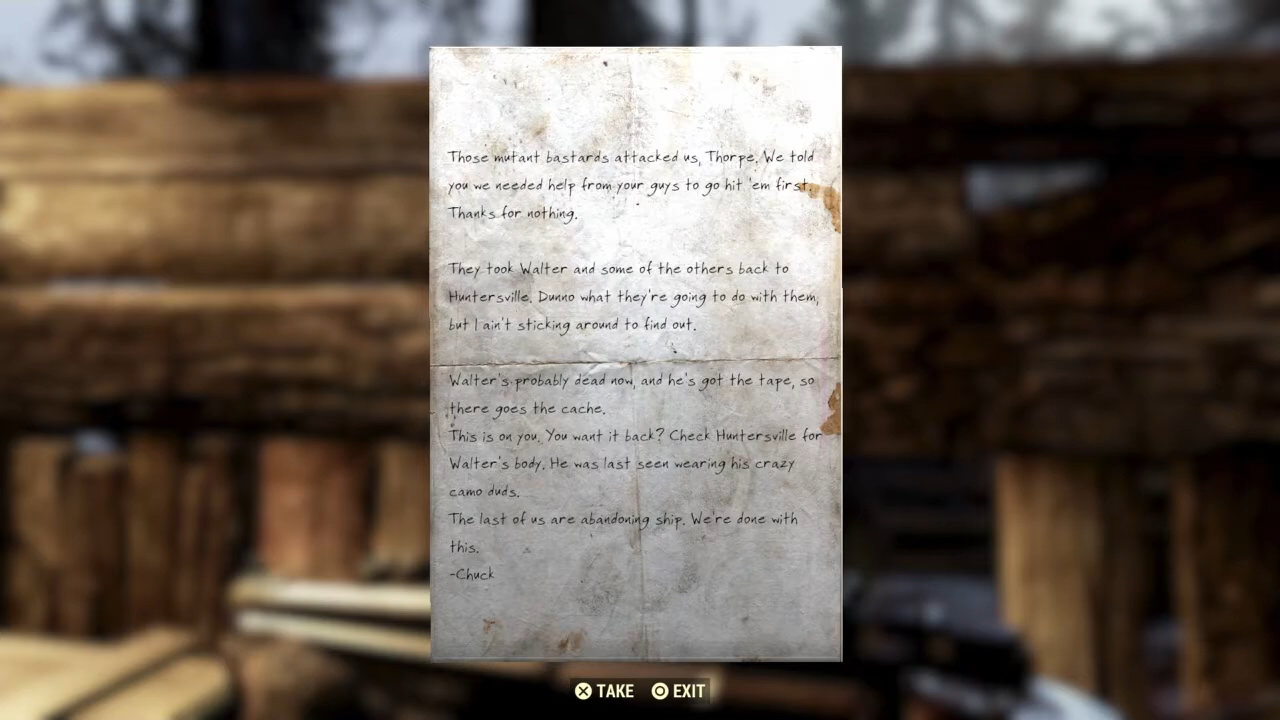 Those mutant bastards attacked us, Thorpe. We told
you we needed help from your guys to go hit 'em first.
Thanks for nothing.
They took Walter and some of the others back to
Huntersville. Dunno what they're going to do with them,
but I ain't sticking around to find out.
Walter's probably dead now, and he's got the tape, so
there goes the cache.
This is on you. You want it back? Check Huntersville for
Walter's body. He was last seen wearing his crazy
camo duds.
The last of us are abandoning ship. We're done with
this.
-Chuck
TAKE EXIT